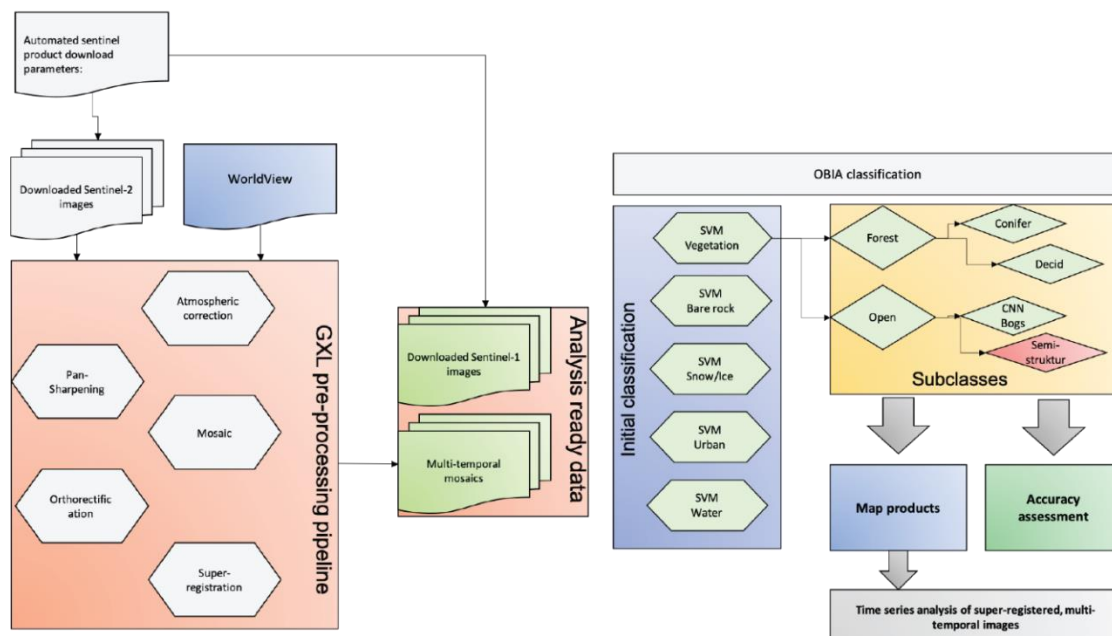 Automated sentinel
product download
parameters:
Downloaded Sentinel-2
images
WorldView
Atmospheric
correction
Pan-
Sharpening
Mosaic
Orthorectific
ation
Super-
registration
GXL pre-processing pipeline
Downloaded Sentinel-1
images
Multi-temporal
mosaics
Analysis ready data
OBIA classification
Initial classification
SVM
Vegetation
SVM
Bare rock
SVM
Snow/Ice
SVM
Urban
SVM
Water
Forest
Conifer
Decid
Open
CNN
Bogs
Semi-
struktur
Subclasses
Map products
Accuracy
assessment
Time series analysis of super-registered, multi-
temporal images